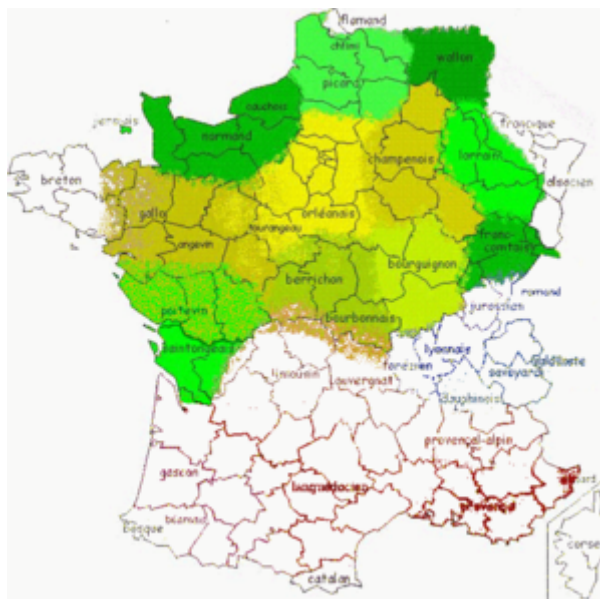 flamand
chtimi
wallon
picard
cauchois
jersiais
normand
francique
lorrain
champenois
alsacien
breton
gallo
orléanais
tourangeau
angevin
franc-
comtois
bourguignon
berrichon
romand
poitevin
jurassien
bourbonnais
saintongeais
lyonnais
valdôtain
forézien
savoyard
limousin
auvergnat
dauphinois
provençal-alpin
gascon
languedocien
provençal
béarnais
basque
corse
catalan